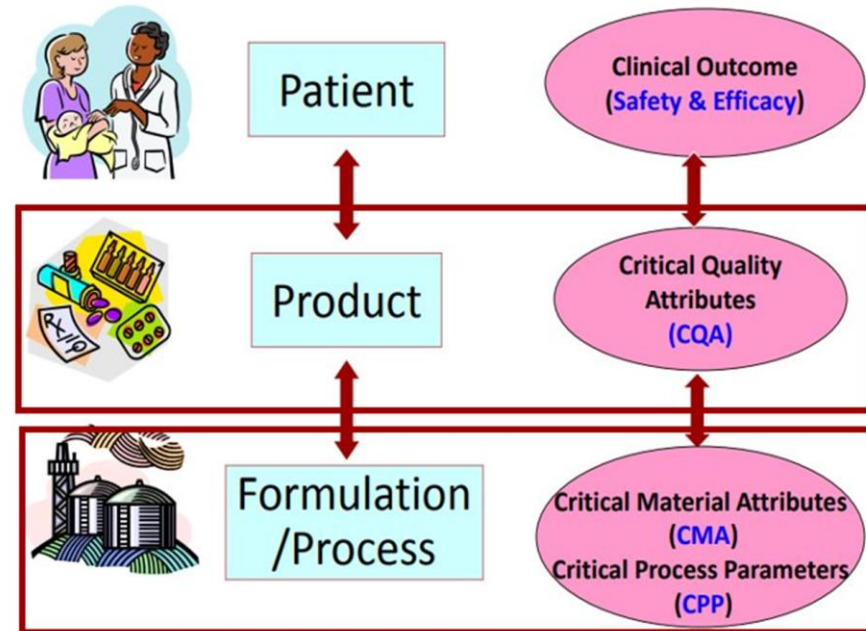 Patient
Clinical Outcome
(Safety & Efficacy)
Product
Critical Quality
Attributes
(CQA)
Formulation
/Process
Critical Material Attributes
(CMA)
Critical Process Parameters
(CPP)